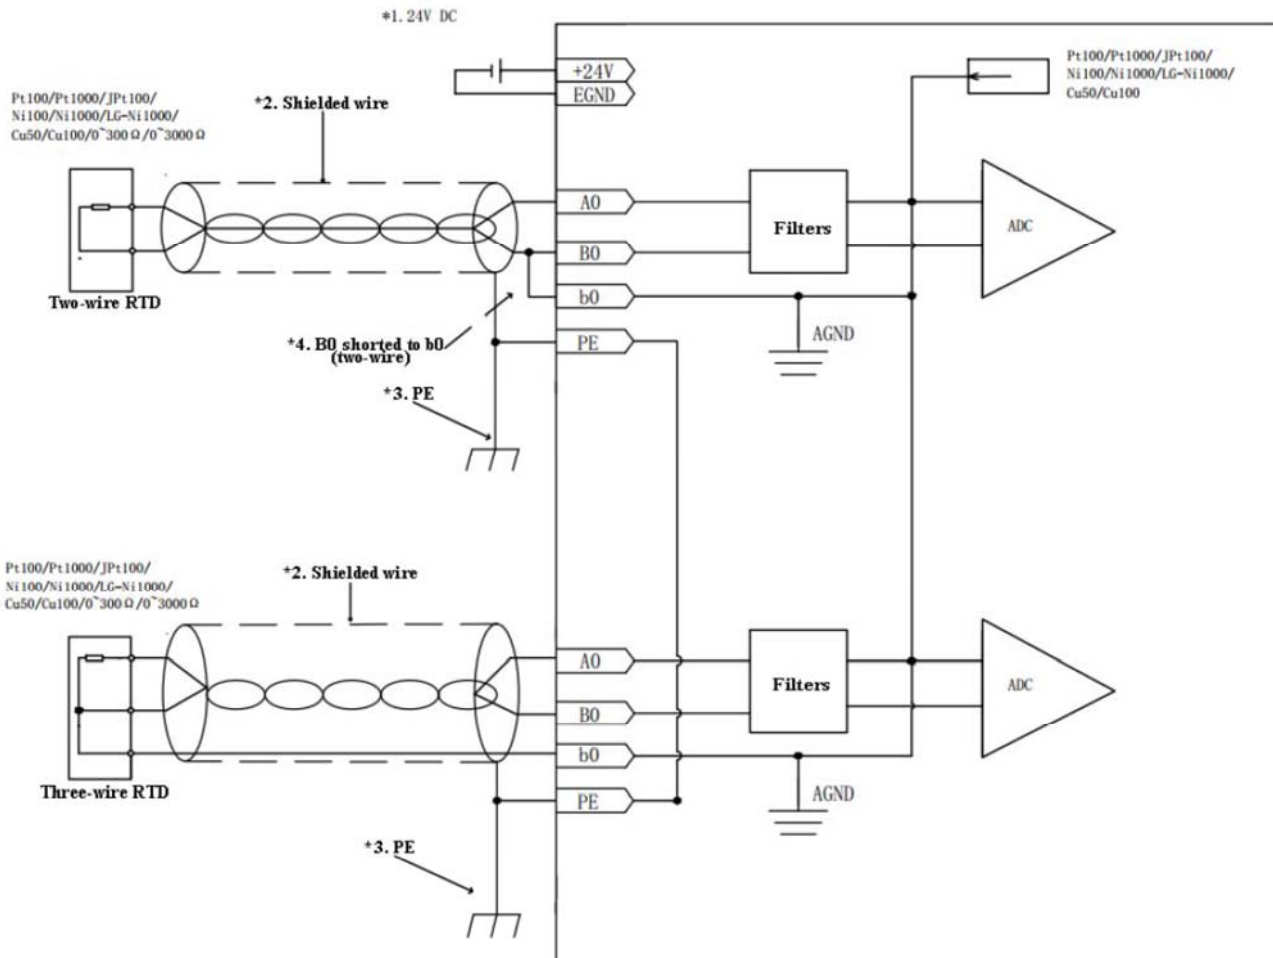 *1. 24V DC
+24V
EGND
Pt100/Pt1000/JPt100/
Ni100/Ni1000/LG-Ni1000/
Cu50/Cu100
Pt100/Pt1000/JPt100/
Ni100/Ni1000/LG-Ni1000/
Cu50/Cu100/0~300Ω/0~3000Ω
*2. Shielded wire
A0
B0
b0
PE
Filters
ADC
AGND
Two-wire RTD
*4. B0 shorted to b0
(two-wire)
*3. PE
Pt100/Pt1000/JPt100/
Ni100/Ni1000/LG-Ni1000/
Cu50/Cu100/0~300Ω/0~3000Ω
*2. Shielded wire
A0
B0
b0
PE
Filters
ADC
AGND
Three-wire RTD
*3. PE